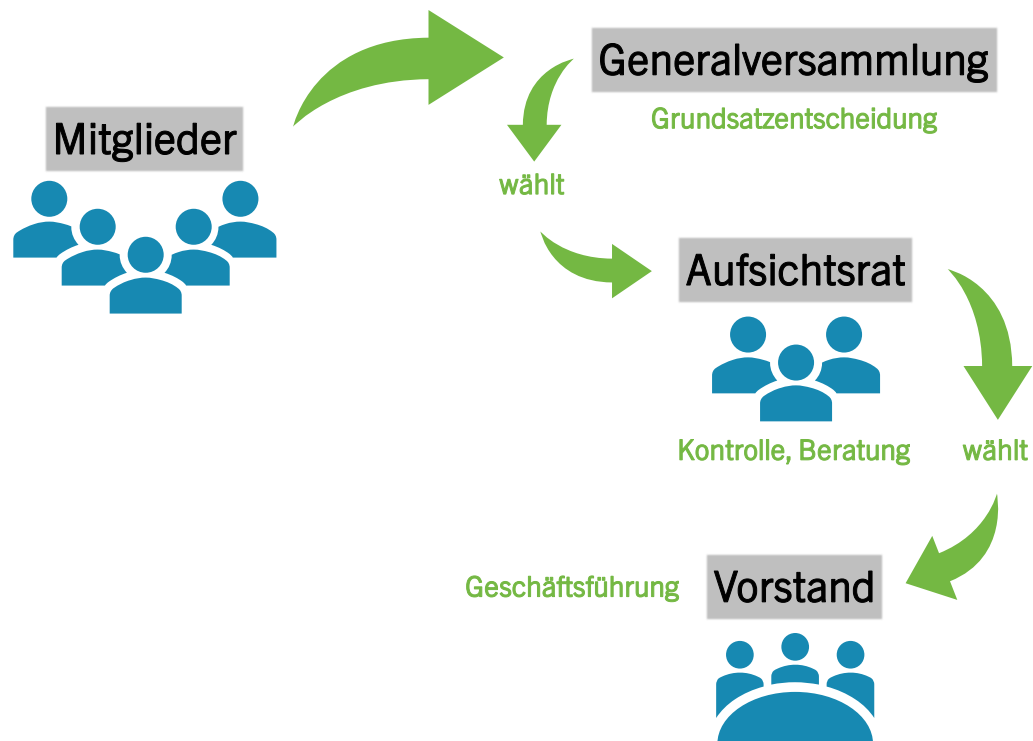 Generalversammlung
Grundsatzentscheidung
Mitglieder
wählt
Aufsichtsrat
Kontrolle, Beratung
wählt
Geschäftsführung
Vorstand